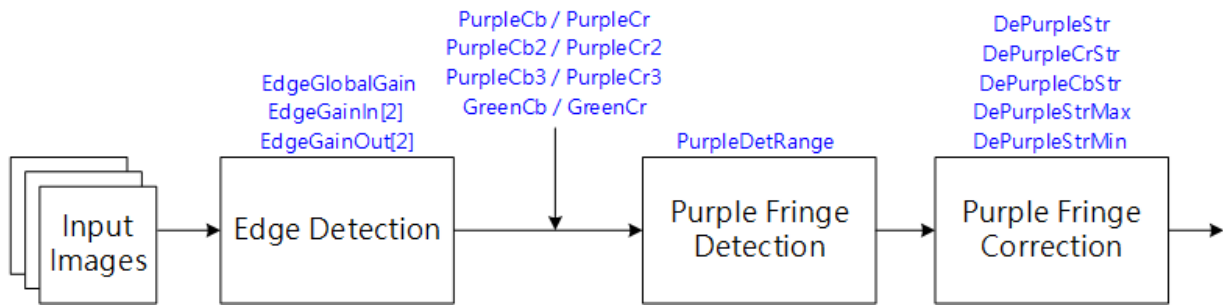 PurpleCb / PurpleCr
PurpleCb2 / PurpleCr2
PurpleCb3 / PurpleCr3
GreenCb / GreenCr
DePurpleStr
DePurpleCrStr
DePurpleCbStr
DePurpleStrMax
DePurpleStrMin
EdgeGlobalGain
EdgeGainIn[2]
EdgeGainOut[2]
PurpleDetRange
Input
Images
Edge Detection
Purple Fringe
Detection
Purple Fringe
Correction